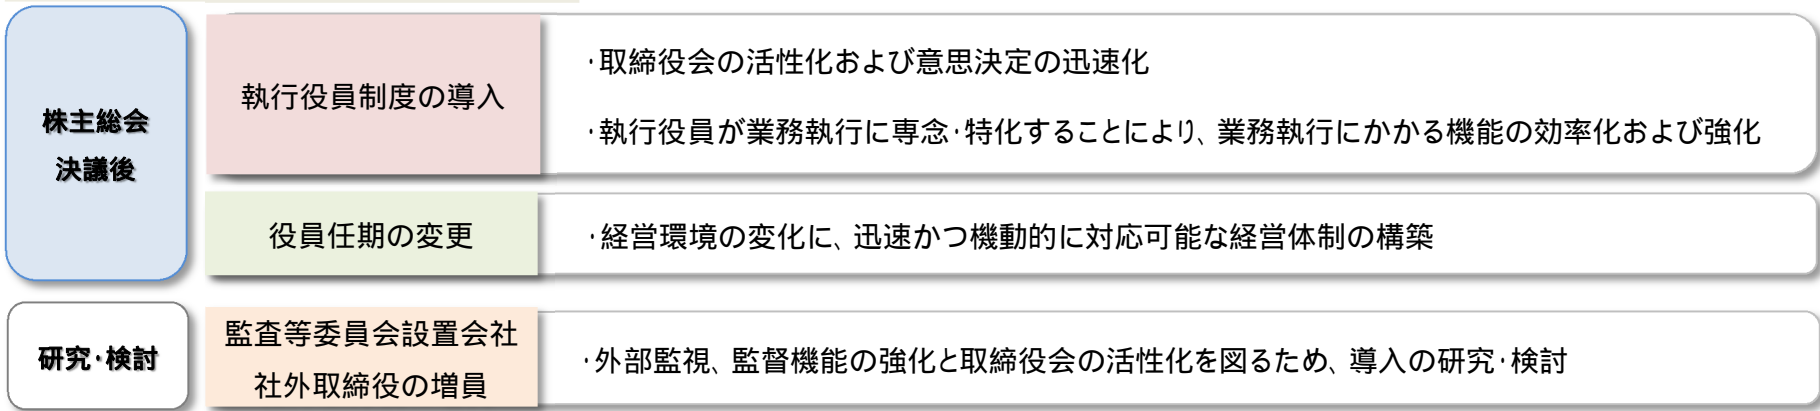 株主総会
決議後
執行役員制度の導入
・取締役会の活性化および意思決定の迅速化
・執行役員が業務執行に専念・特化することにより、業務執行にかかる機能の効率化および強化
役員任期の変更
・経営環境の変化に、迅速かつ機動的に対応可能な経営体制の構築
研究・検討
監査等委員会設置会社
社外取締役の増員
・外部監視、監督機能の強化と取締役会の活性化を図るため、導入の研究・検討